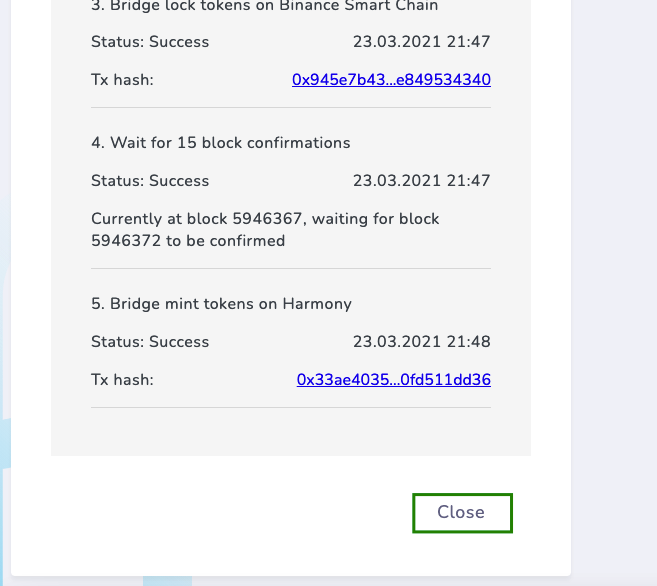 3. Bridge lock tokens on Binance Smart Chain
Status: Success 23.03.2021 21:47
Tx hash: 0x945e7b43...e849534340
4. Wait for 15 block confirmations
Status: Success 23.03.2021 21:47
Currently at block 5946367, waiting for block
5946372 to be confirmed
5. Bridge mint tokens on Harmony
Status: Success 23.03.2021 21:48
Tx hash: 0x33ae4035...0fd511dd36
Close